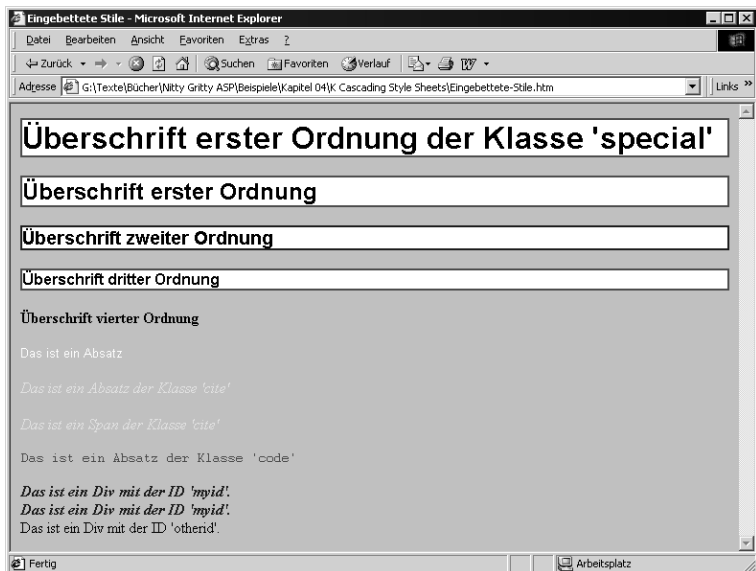 Eingebettete Stile - Microsoft Internet Explorer
Datei Bearbeiten Ansicht Favoriten Extras ?
Zurück Suchen Favoriten Verlauf
Adresse G:\Texte\Bücher\Nitty Gritty ASP\Beispiele\Kapitel 04\K Cascading Style Sheets\Eingebettete-Stile.htm Links »
Überschrift erster Ordnung der Klasse 'special'
Überschrift erster Ordnung
Überschrift zweiter Ordnung
Überschrift dritter Ordnung
Überschrift vierter Ordnung
Das ist ein Absatz
Das ist ein Absatz der Klasse 'cite'
Das ist ein Span der Klasse 'cite'
Das ist ein Absatz der Klasse 'code'
Das ist ein Div mit der ID 'myid'.
Das ist ein Div mit der ID 'myid'.
Das ist ein Div mit der ID 'otherid'.
Fertig Arbeitsplatz